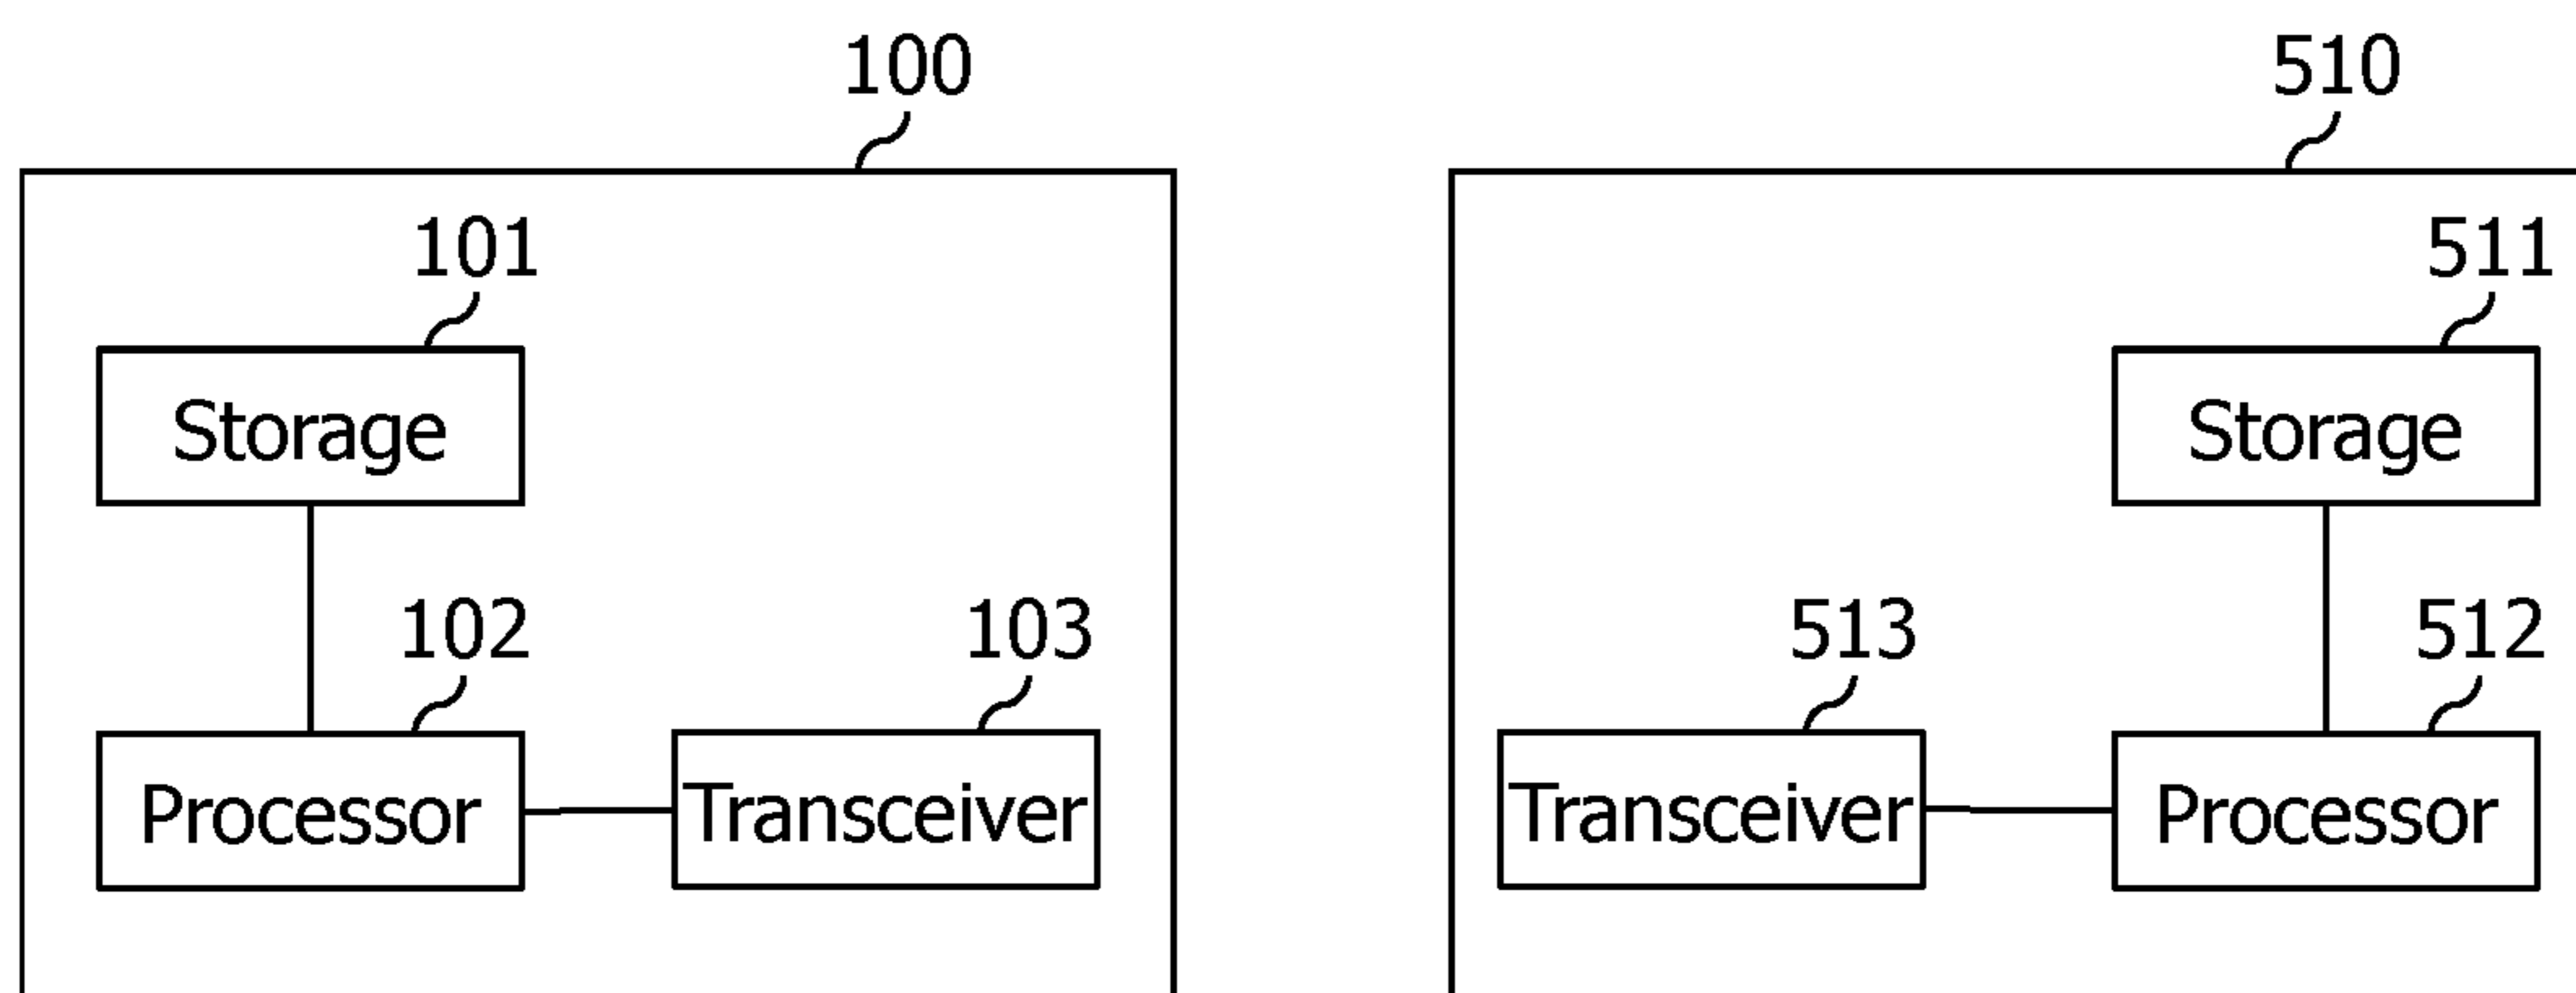 100
510
101
511
Storage
Storage
102
103
513
512
Processor
Transceiver
Transceiver
Processor